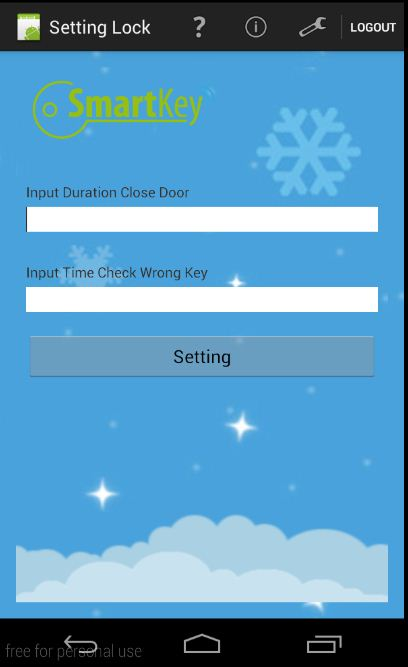 Setting Lock
?
LOGOUT
SmartKey
Input Duration Close Door
Input Time Check Wrong Key
Setting
free for personal use